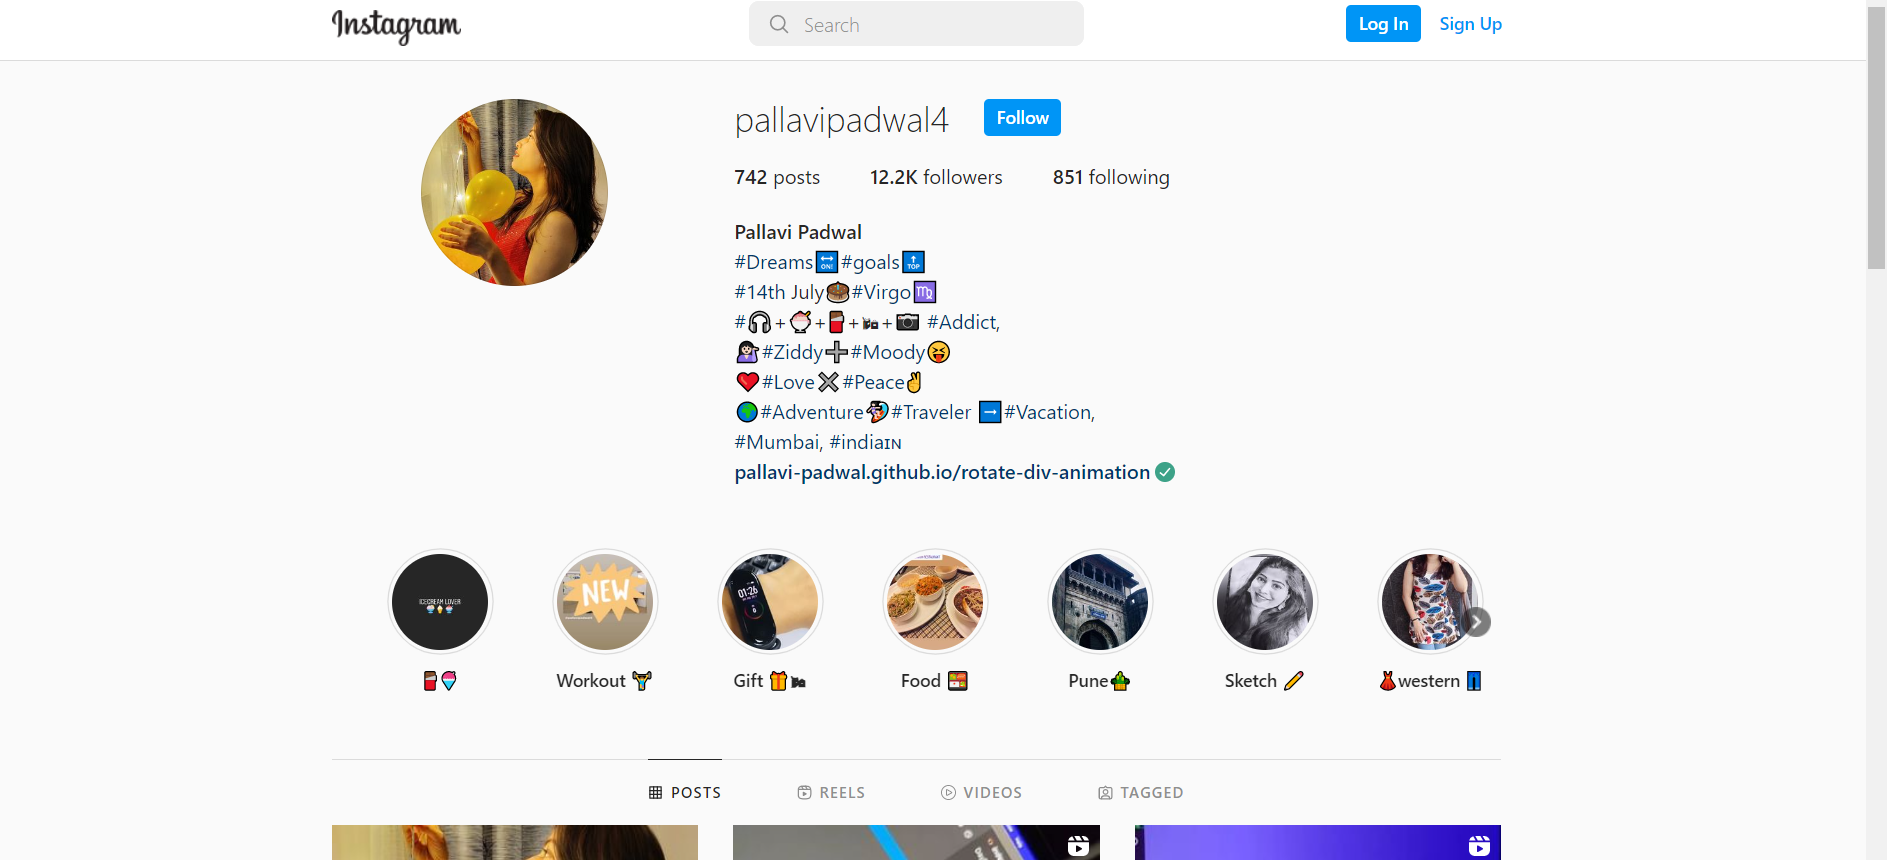 Instagram
Search
Log In
Sign Up
pallavipadwal4
Follow
742 posts 12.2K followers 851 following
Pallavi Padwal
#Dreams🔛#goals🔝
#14th July🎂#Virgo♍
#🎧+🍨+🍫+🏍+📷 #Addict,
💁🏻‍♀️#Ziddy➕#Moody😝
❤️#Love✖️#Peace✌️
🌍#Adventure🏄#Traveler ➡️#Vacation,
#Mumbai, #india🇮🇳
pallavi-padwal.github.io/rotate-div-animation
ICECREAM LOVER
NEW
01:26
🍫🍧
Workout 🏋️
Gift 🎁
Food 🍱
Pune
Sketch ✏️
👗western 👖
POSTS
REELS
VIDEOS
TAGGED